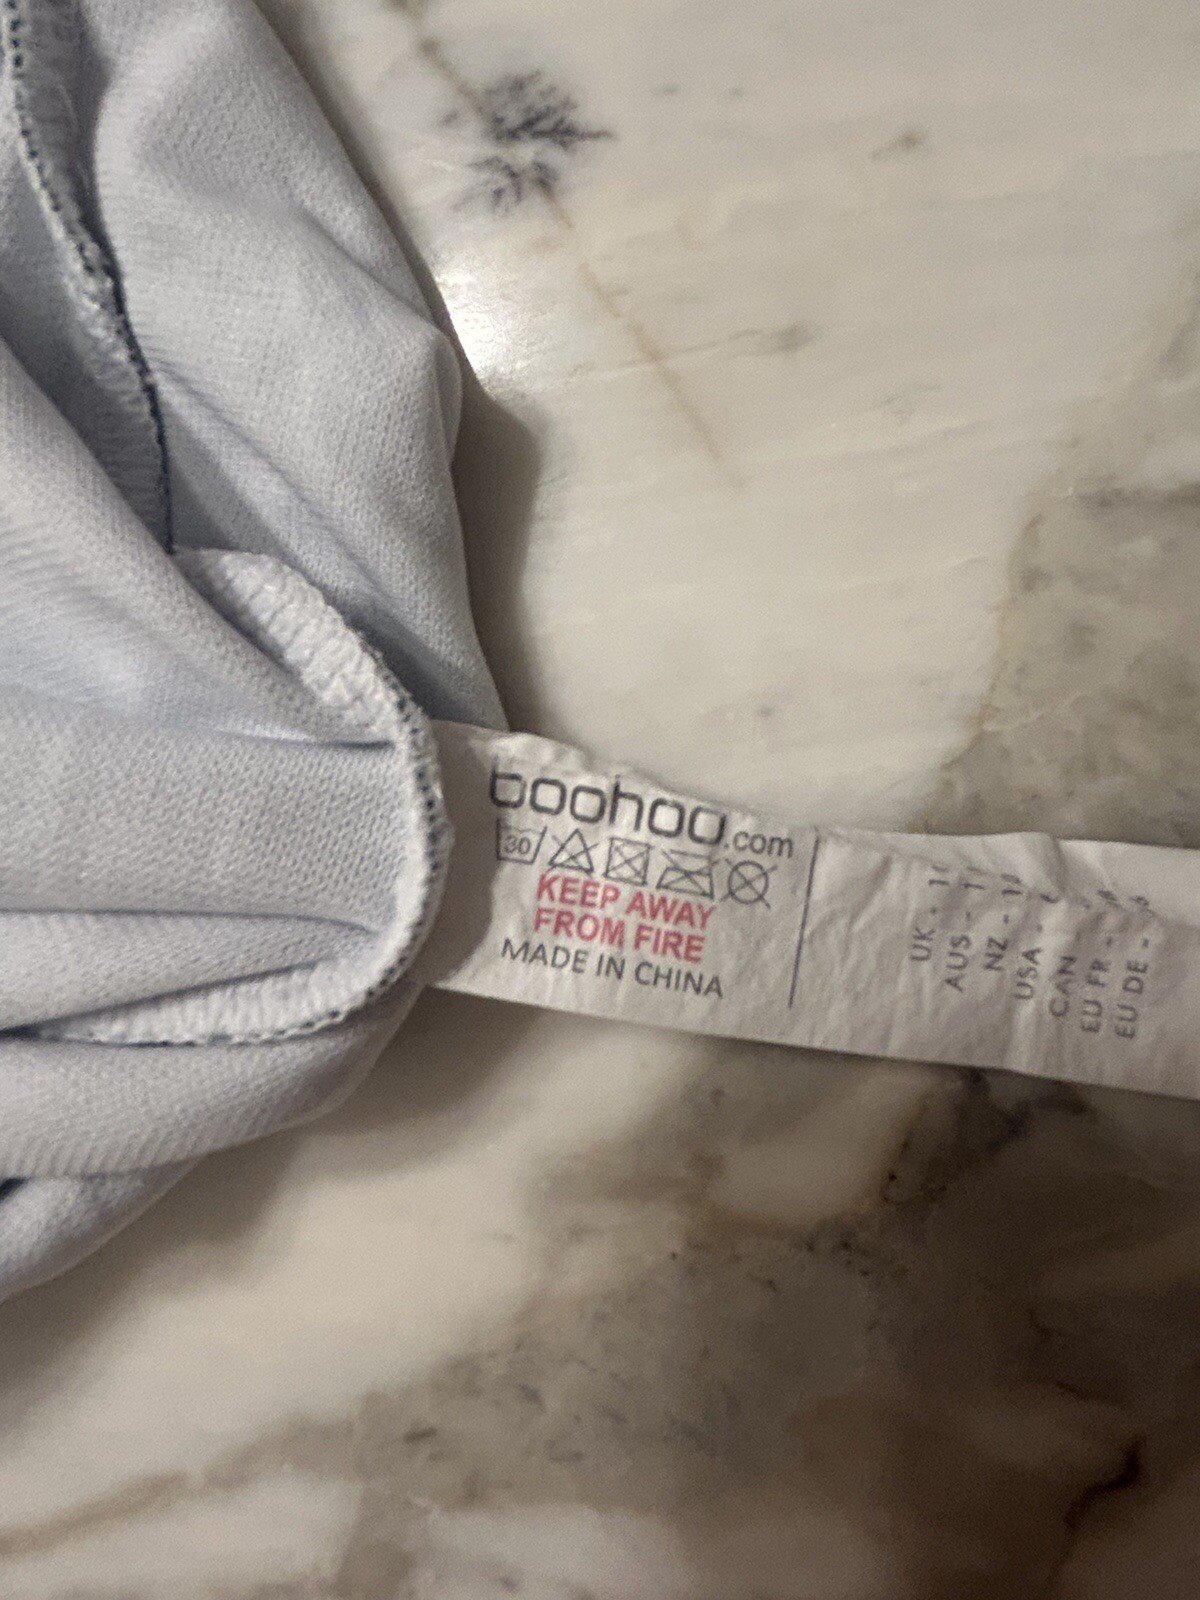 boohoo.com
30
KEEP AWAY
FROM FIRE
MADE IN CHINA
UK -
AUS -
NZ -
USA -
CAN
EU FR -
EU DE -